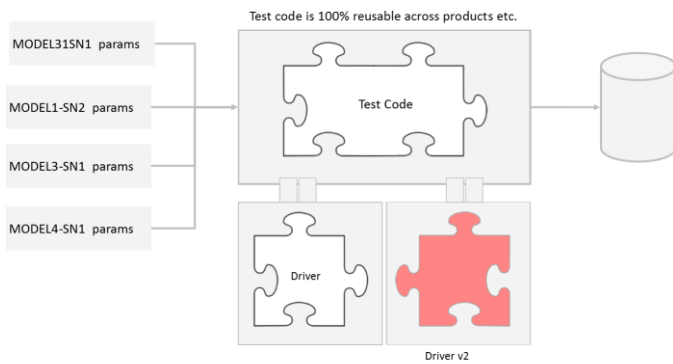 Test code is 100% reusable across products etc.
MODEL31SN1  params
MODEL1-SN2  params
MODEL3-SN1  params
MODEL4-SN1  params
Test Code
Driver
Driver v2